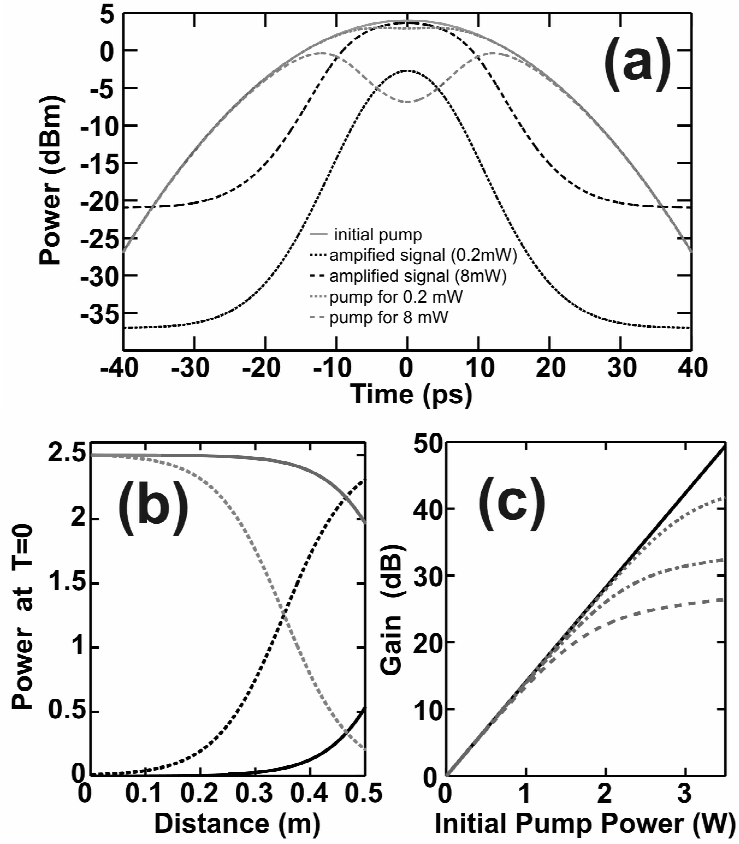 (a)
Power (dBm)
5
0
-5
-10
-15
-20
-25
-30
-35
initial pump
ampified signal (0.2mW)
amplified signal (8mW)
pump for 0.2 mW
pump for 8 mW
-40 -30 -20 -10 0 10 20 30 40
Time (ps)
(b)
Power at T=0
2.5
2
1.5
1
0.5
0
0 0.1 0.2 0.3 0.4 0.5
Distance (m)
(c)
Gain (dB)
50
40
30
20
10
0
0 1 2 3
Initial Pump Power (W)